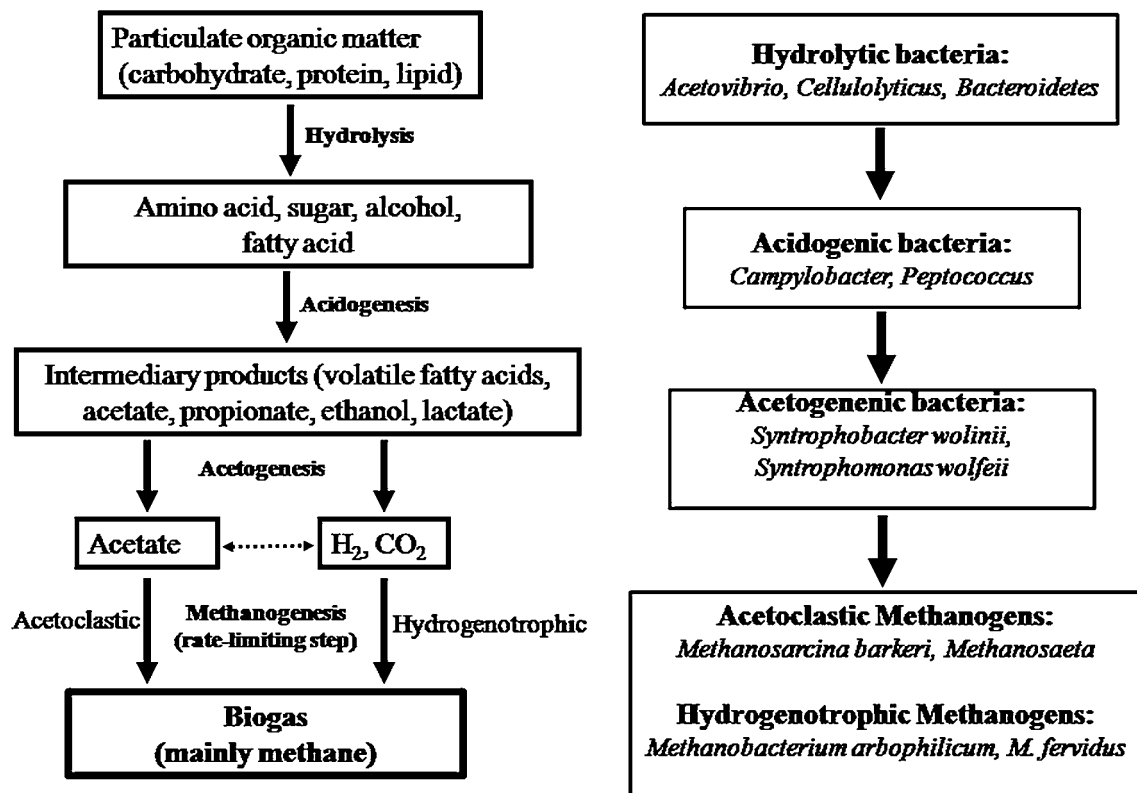 Particulate organic matter
(carbohydrate, protein, lipid)
Hydrolysis
Amino acid, sugar, alcohol,
fatty acid
Acidogenesis
Intermediary products (volatile fatty acids,
acetate, propionate, ethanol, lactate)
Acetogenesis
Acetate
H₂, CO₂
Acetoclastic
Methanogenesis
(rate-limiting step)
Hydrogenotrophic
Biogas
(mainly methane)
Hydrolytic bacteria:
Acetovibrio, Cellulolyticus, Bacteroidetes
Acidogenic bacteria:
Campylobacter, Peptococcus
Acetogenenic bacteria:
Syntrophobacter wolinii,
Syntrophomonas wolfeii
Acetoclastic Methanogens:
Methanosarcina barkeri, Methanosaeta
Hydrogenotrophic Methanogens:
Methanobacterium arbophilicum, M. fervidus